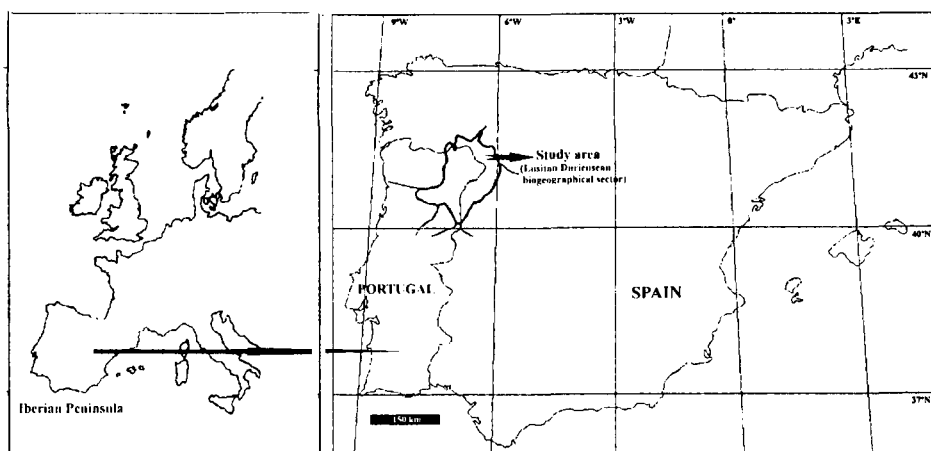 9°W 6°W 3°W 0° 3°E
43°N
Study area
(Lusitan Duriensean
biogeographical sector)
40°N
PORTUGAL
SPAIN
Iberian Peninsula
150 km
37°N